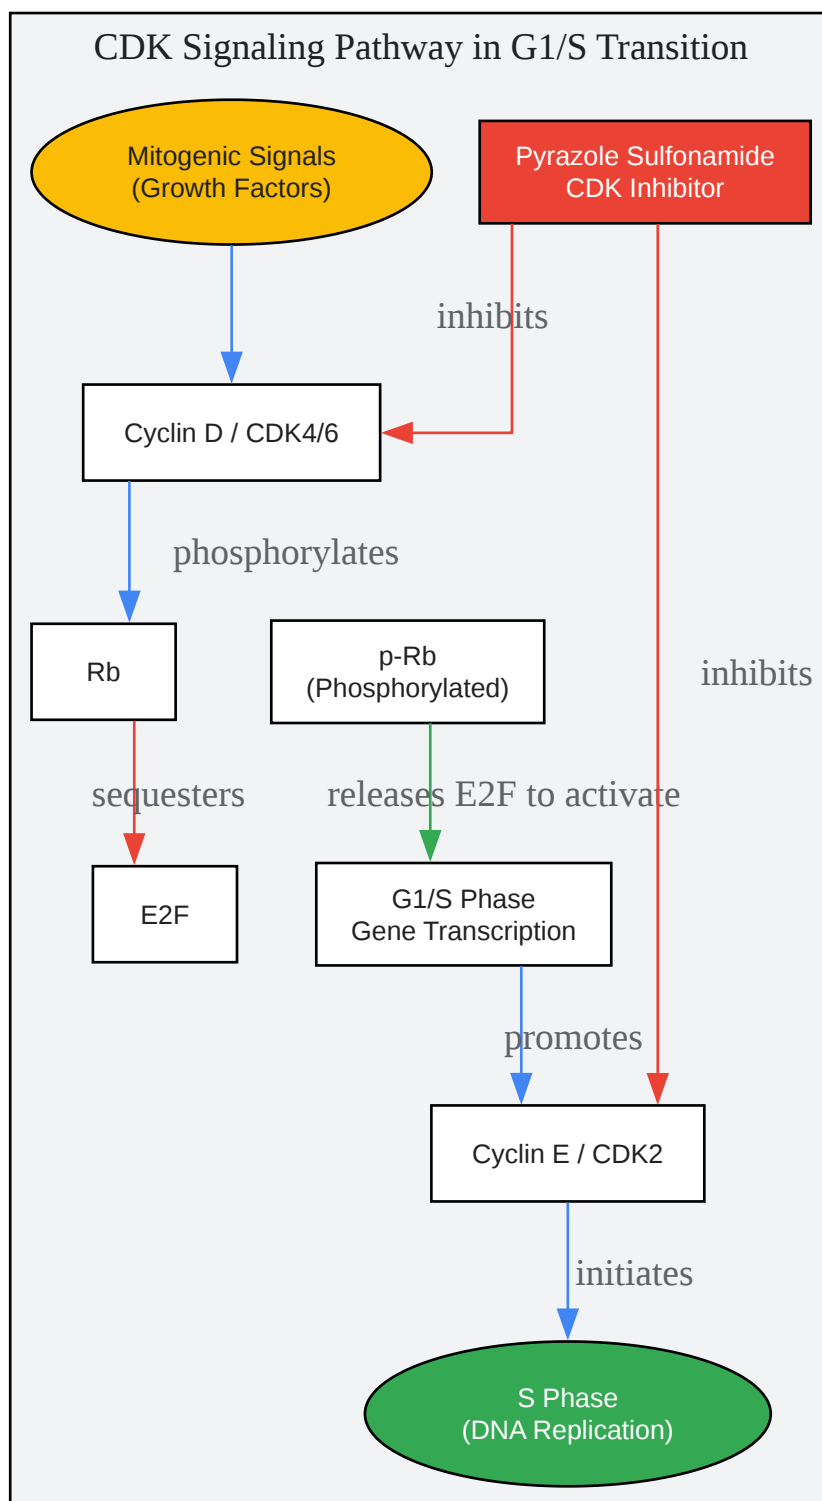 CDK Signaling Pathway in G1/S Transition
Mitogenic Signals
(Growth Factors)
Pyrazole Sulfonamide
CDK Inhibitor
inhibits
Cyclin D / CDK4/6
phosphorylates
Rb
p-Rb
(Phosphorylated)
inhibits
sequesters
releases E2F to activate
E2F
G1/S Phase
Gene Transcription
promotes
Cyclin E / CDK2
initiates
S Phase
(DNA Replication)